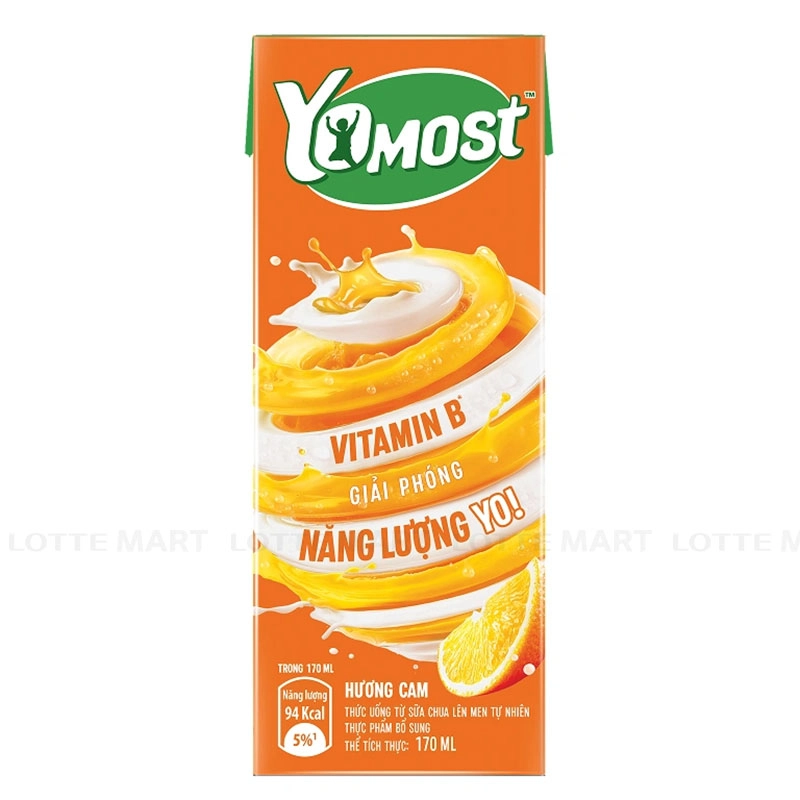 YOMOST™
VITAMIN B*
GIẢI PHÓNG
NĂNG LƯỢNG YO!
LOTTE MART LOTTE MART LOTTE MART LOTTE MART
TRONG 170 ML
Năng lượng
94 Kcal
5%¹
HƯƠNG CAM
THỨC UỐNG TỪ SỮA CHUA LÊN MEN TỰ NHIÊN
THỰC PHẨM BỔ SUNG
THỂ TÍCH THỰC: 170 ML